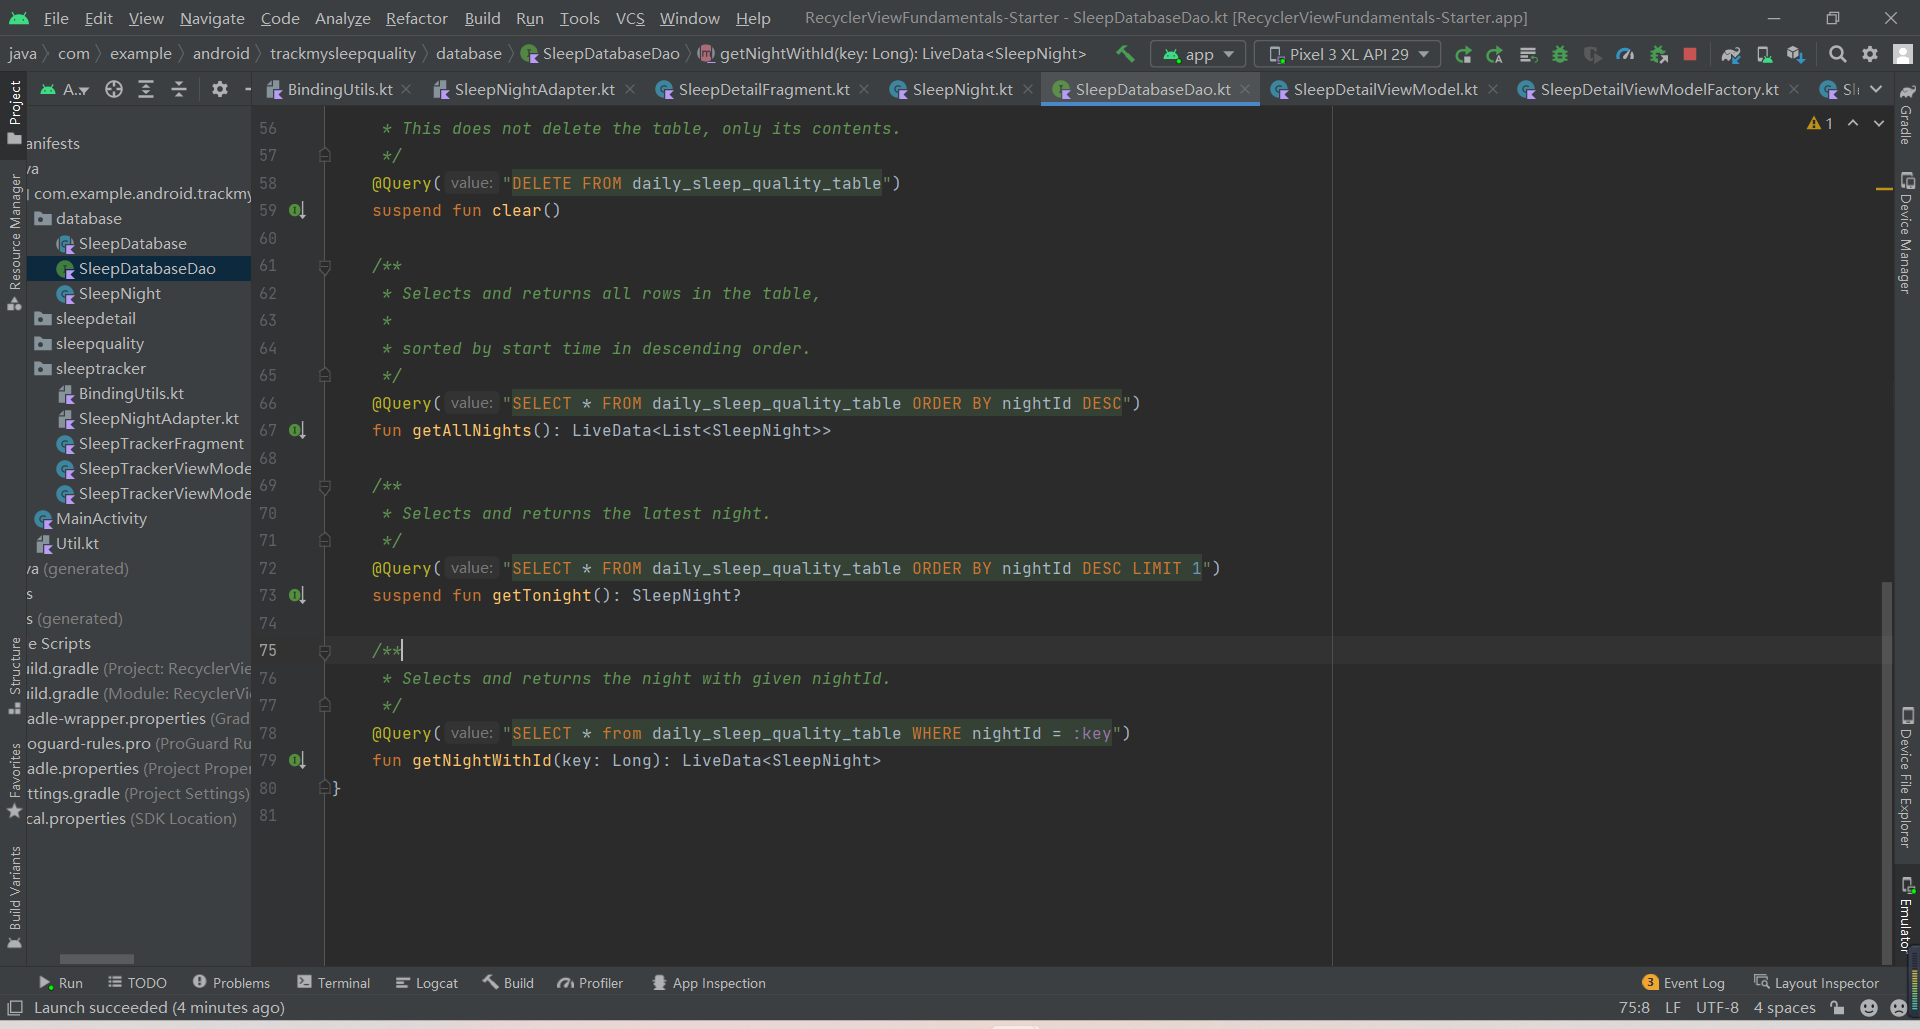 File Edit View Navigate Code Analyze Refactor Build Run Tools VCS Window Help RecyclerViewFundamentals-Starter - SleepDatabaseDao.kt [RecyclerViewFundamentals-Starter.app]
java com example android trackmysleepquality database SleepDatabaseDao getNightWithId(key: Long): LiveData<SleepNight> app Pixel 3 XL API 29
A... BindingUtils.kt SleepNightAdapter.kt SleepDetailFragment.kt SleepNight.kt SleepDatabaseDao.kt SleepDetailViewModel.kt SleepDetailViewModelFactory.kt Sl
Project
Resource Manager
Structure
Favorites
Build Variants
anifests
va
com.example.android.trackmy
database
SleepDatabase
SleepDatabaseDao
SleepNight
sleepdetail
sleepquality
sleeptracker
BindingUtils.kt
SleepNightAdapter.kt
SleepTrackerFragment
SleepTrackerViewMode
SleepTrackerViewMode
MainActivity
Util.kt
va (generated)
s
s (generated)
e Scripts
uild.gradle (Project: RecyclerVie
uild.gradle (Module: RecyclerVi
adle-wrapper.properties (Grad
oguard-rules.pro (ProGuard Ru
adle.properties (Project Proper
ttings.gradle (Project Settings)
cal.properties (SDK Location)
56 * This does not delete the table, only its contents.
57 */
58 @Query( value: "DELETE FROM daily_sleep_quality_table")
59 suspend fun clear()
60
61 /**
62 * Selects and returns all rows in the table,
63 *
64 * sorted by start time in descending order.
65 */
66 @Query( value: "SELECT * FROM daily_sleep_quality_table ORDER BY nightId DESC")
67 fun getAllNights(): LiveData<List<SleepNight>>
68
69 /**
70 * Selects and returns the latest night.
71 */
72 @Query( value: "SELECT * FROM daily_sleep_quality_table ORDER BY nightId DESC LIMIT 1")
73 suspend fun getTonight(): SleepNight?
74
75 /**
76 * Selects and returns the night with given nightId.
77 */
78 @Query( value: "SELECT * from daily_sleep_quality_table WHERE nightId = :key")
79 fun getNightWithId(key: Long): LiveData<SleepNight>
80 }
81
1
Gradle
Device Manager
Device File Explorer
Emulator
Run TODO Problems Terminal Logcat Build Profiler App Inspection 3 Event Log Layout Inspector
Launch succeeded (4 minutes ago) 75:8 LF UTF-8 4 spaces